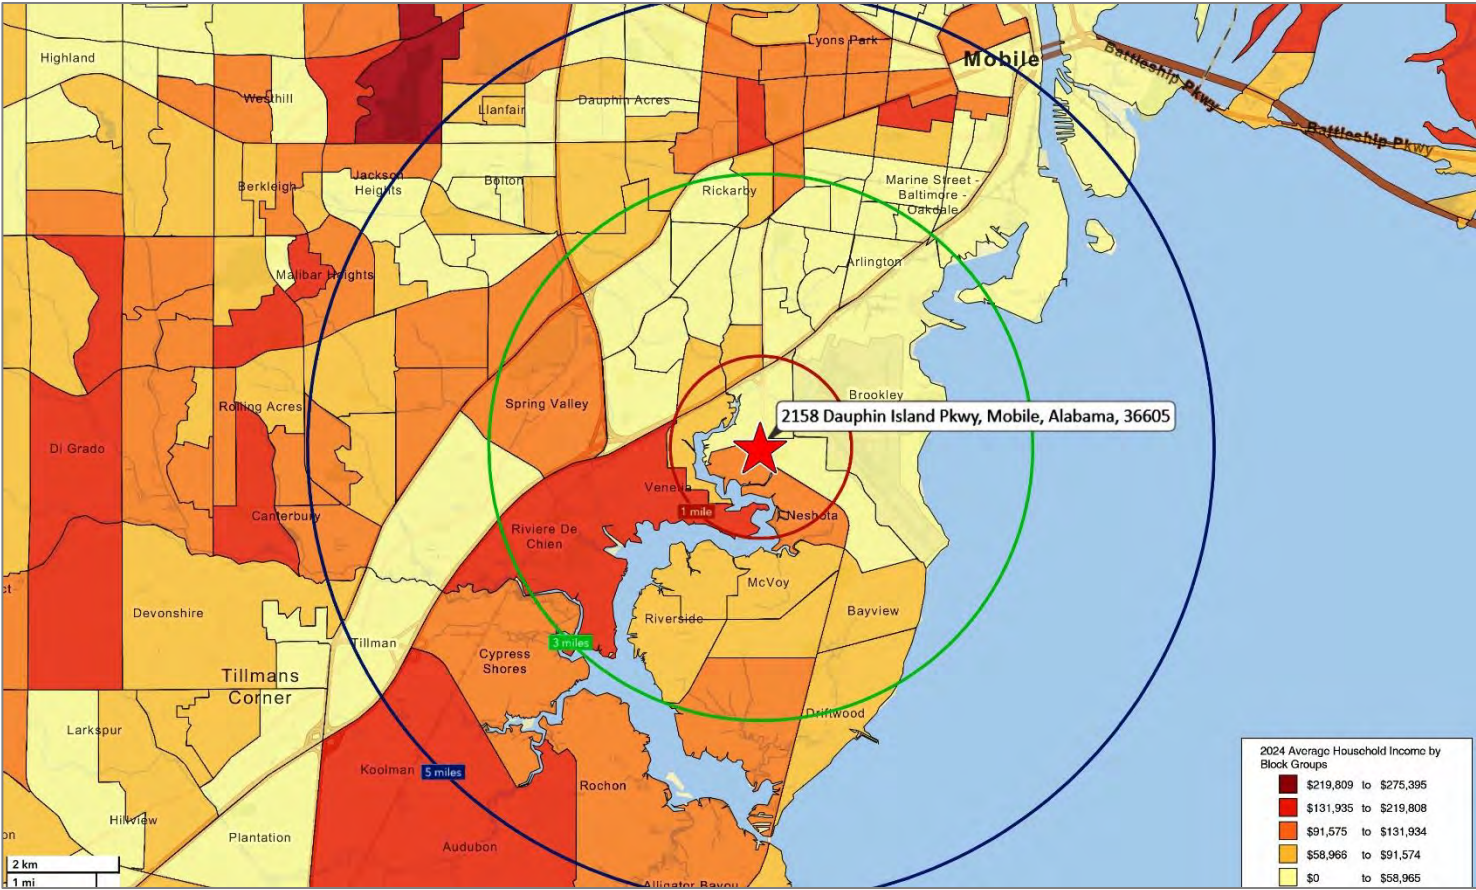 Highland
Lyons Park
Mobile
Battleship Pkwy
Westhill
Llanfair
Dauphin Acres
Battleship Pkwy
Jackson
Heights
Berkleigh
Bolton
Rickarby
Marine Street -
Baltimore -
Oakdale
Malibar Heights
Arlington
Rolling Acres
Spring Valley
Brookley
2158 Dauphin Island Pkwy, Mobile, Alabama, 36605
Di Grado
Venetia
1 mile
Neshota
Canterbury
Riviere De
Chien
McVoy
Devonshire
Riverside
Bayview
Tillman
3 miles
Cypress
Shores
Tillmans
Corner
Driftwood
Larkspur
Koolman
5 miles
Rochon
Hillview
Plantation
Audubon
Alligator Bayou
2 km
1 mi
2024 Average Household Income by
Block Groups
$219,809 to $275,395
$131,935 to $219,808
$91,575 to $131,934
$58,966 to $91,574
$0 to $58,965